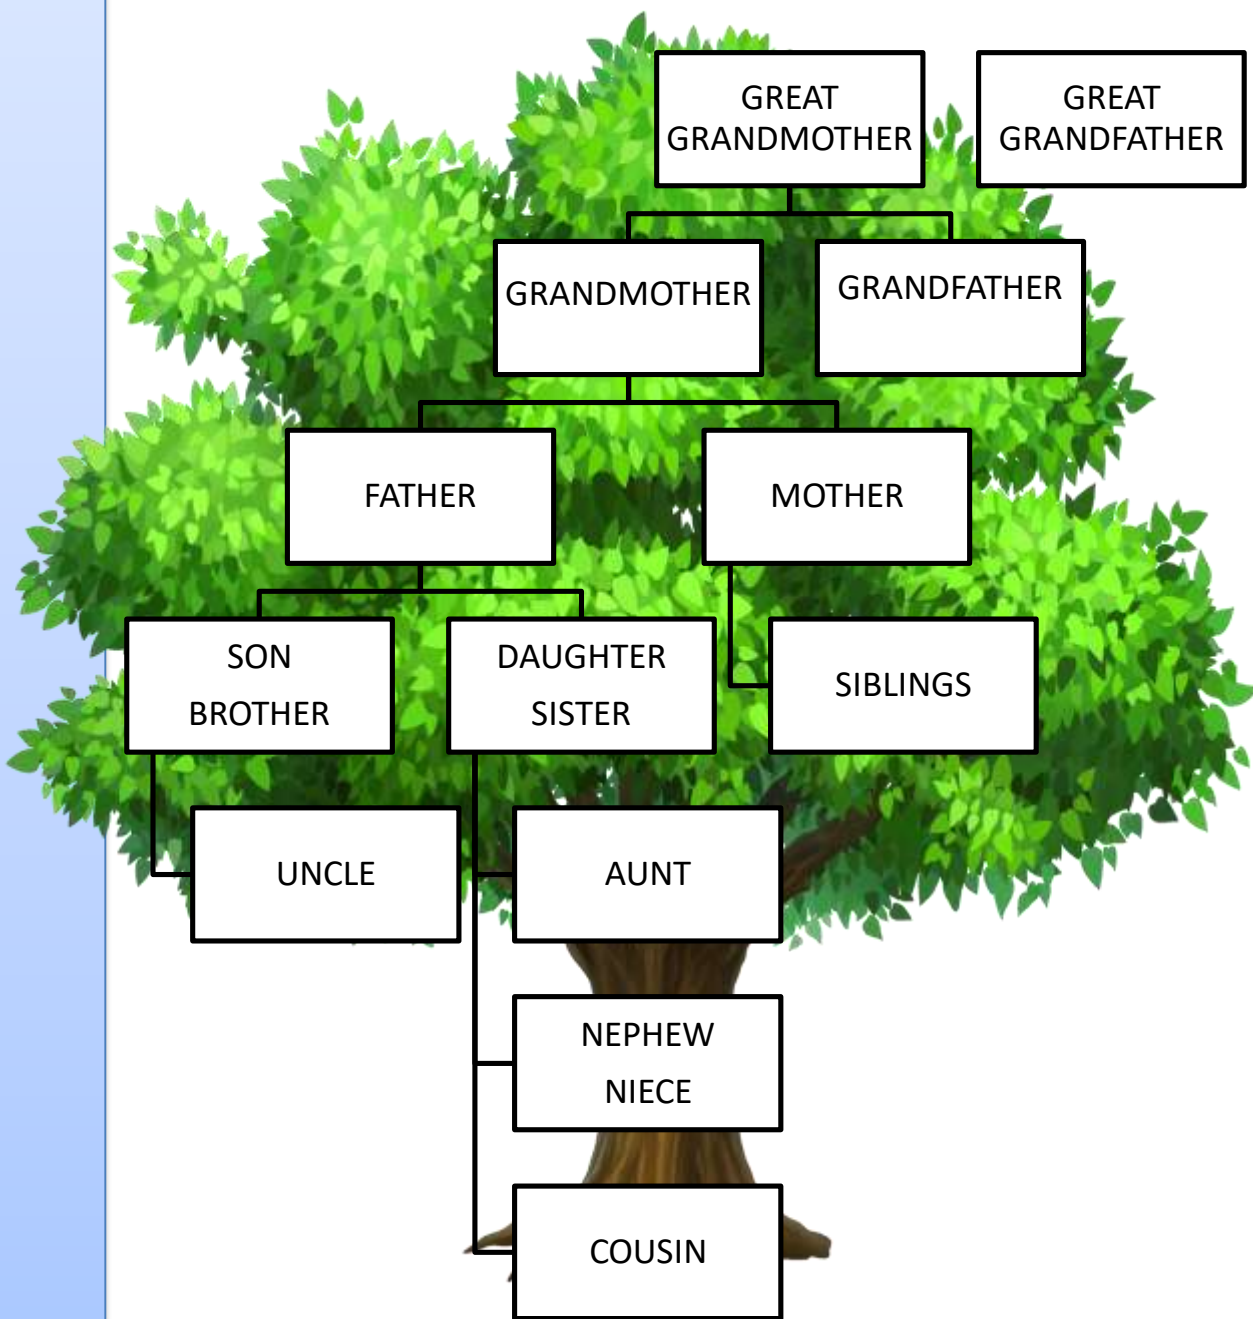 GREAT
GRANDMOTHER
GREAT
GRANDFATHER
GRANDMOTHER
GRANDFATHER
FATHER
MOTHER
SON
BROTHER
DAUGHTER
SISTER
SIBLINGS
UNCLE
AUNT
NEPHEW
NIECE
COUSIN